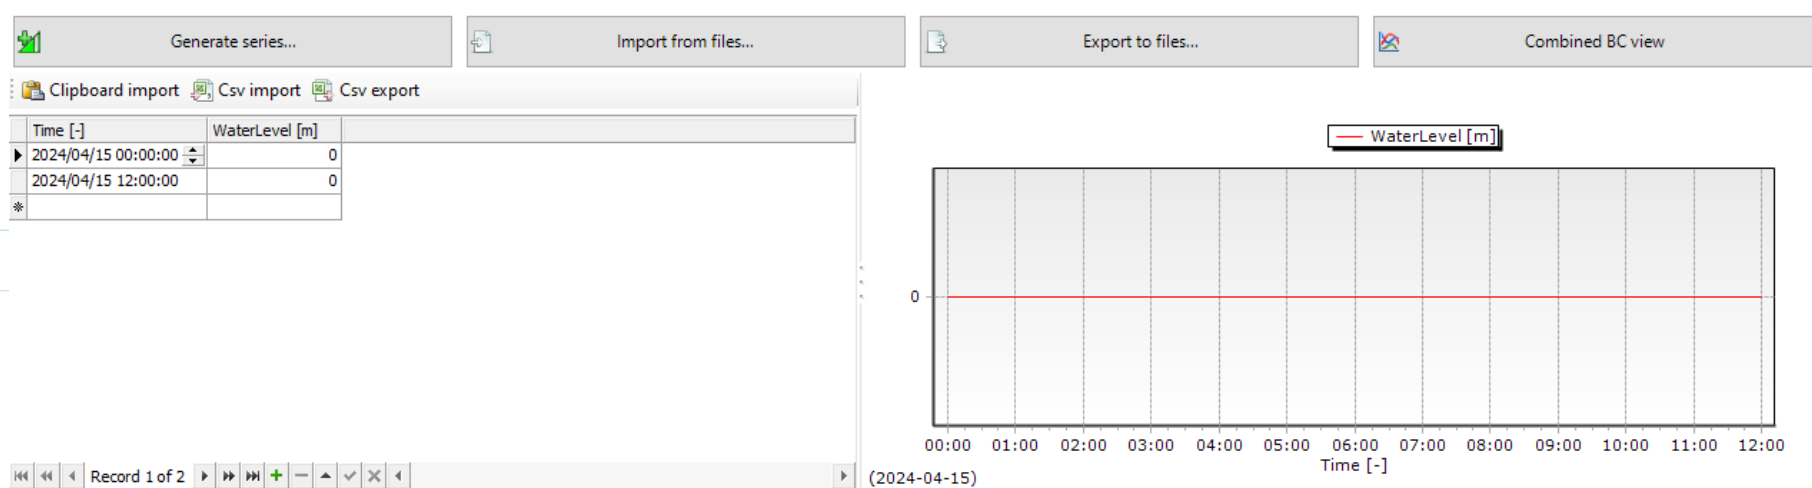 Generate series...
Import from files...
Export to files...
Combined BC view
Clipboard import Csv import Csv export
Time [-] WaterLevel [m]
2024/04/15 00:00:00 0
2024/04/15 12:00:00 0
Record 1 of 2
WaterLevel [m]
0
00:00 01:00 02:00 03:00 04:00 05:00 06:00 07:00 08:00 09:00 10:00 11:00 12:00
Time [-]
(2024-04-15)